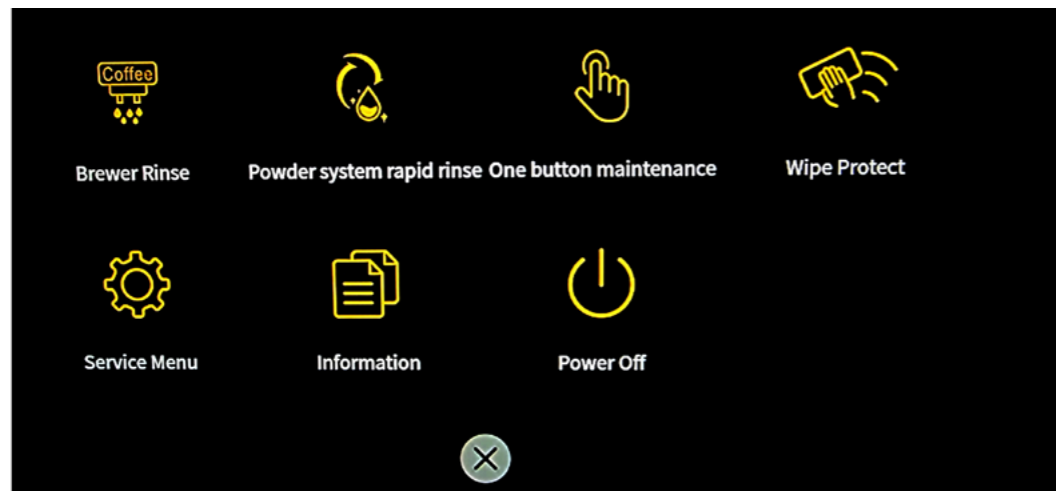 Coffee
Brewer Rinse
Powder system rapid rinse
One button maintenance
Wipe Protect
Service Menu
Information
Power Off